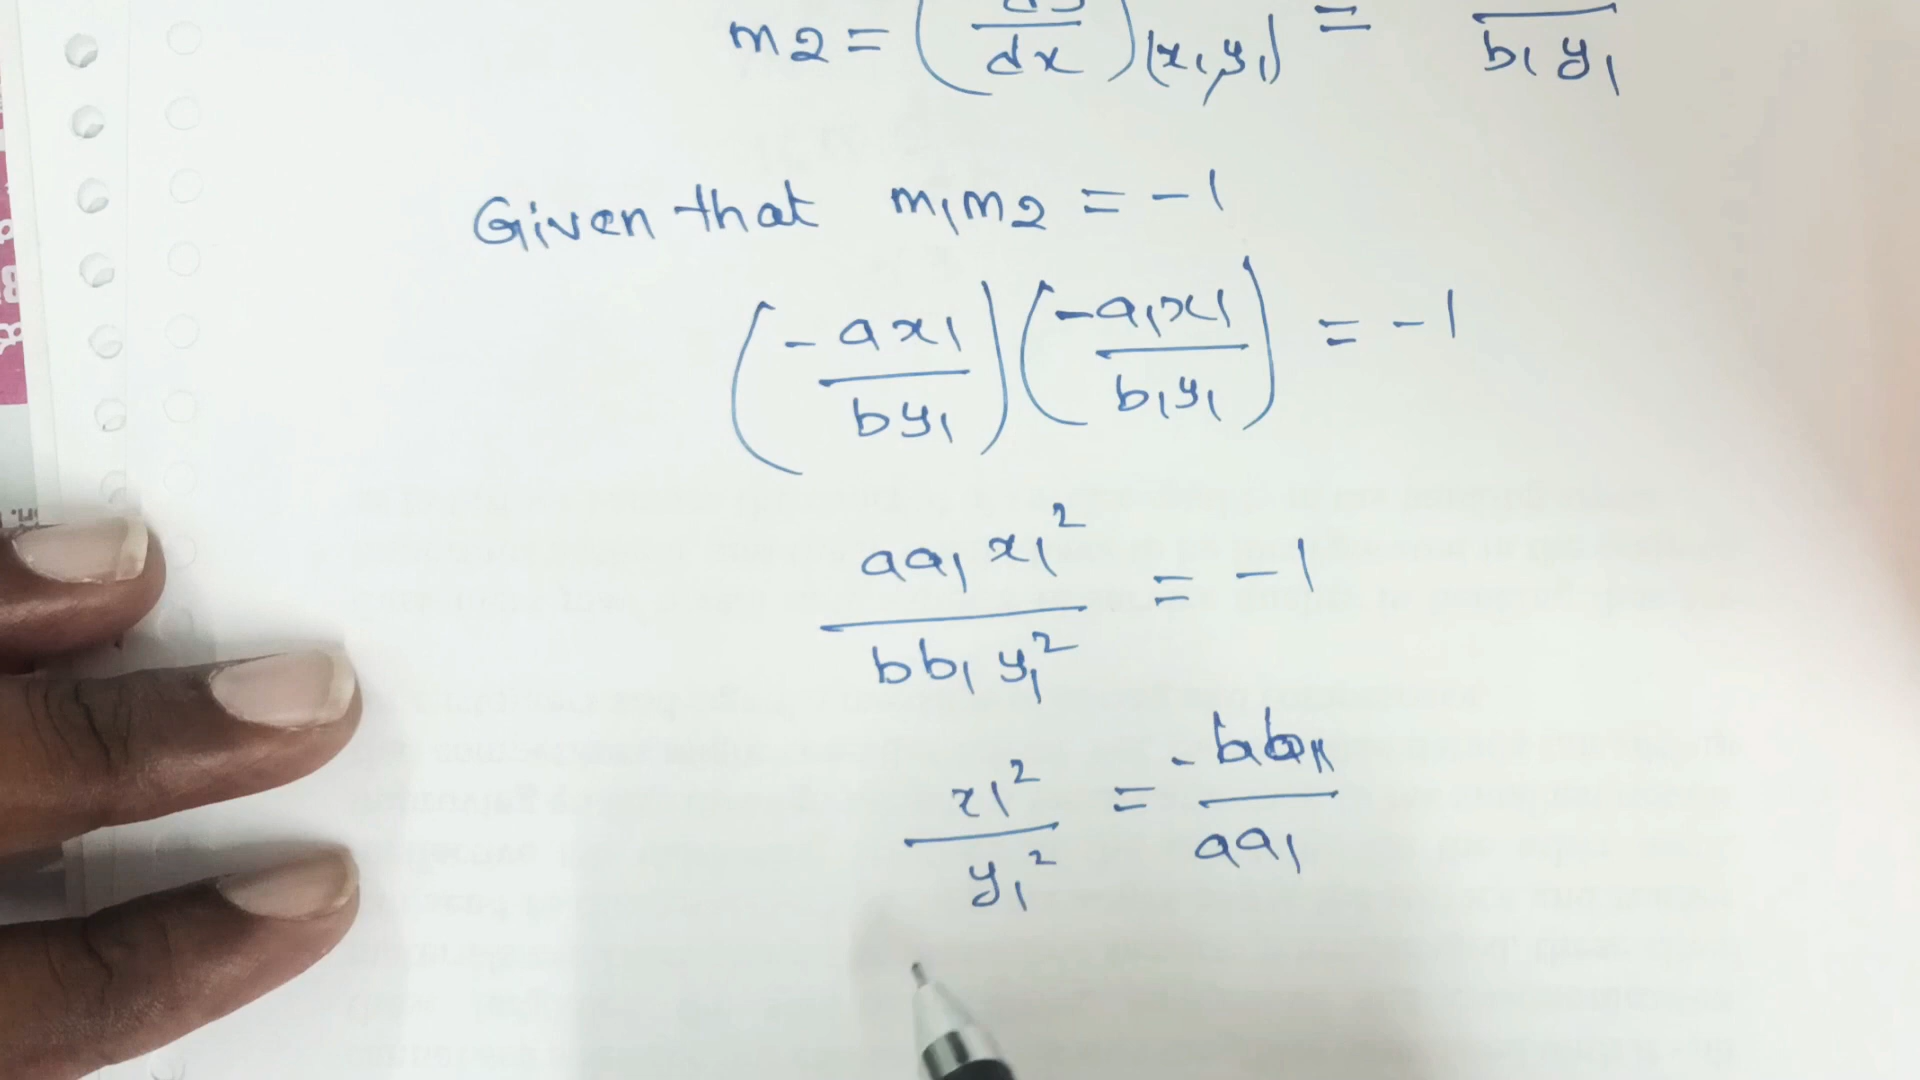 m2 = (dy/dx)(x1,y1) = / b1y1
Given that m1m2 = -1
(-ax1/by1)(-a1x1/b1y1) = -1
aa1x1²/bb1y1² = -1
x1²/y1² = -bb1/aa1